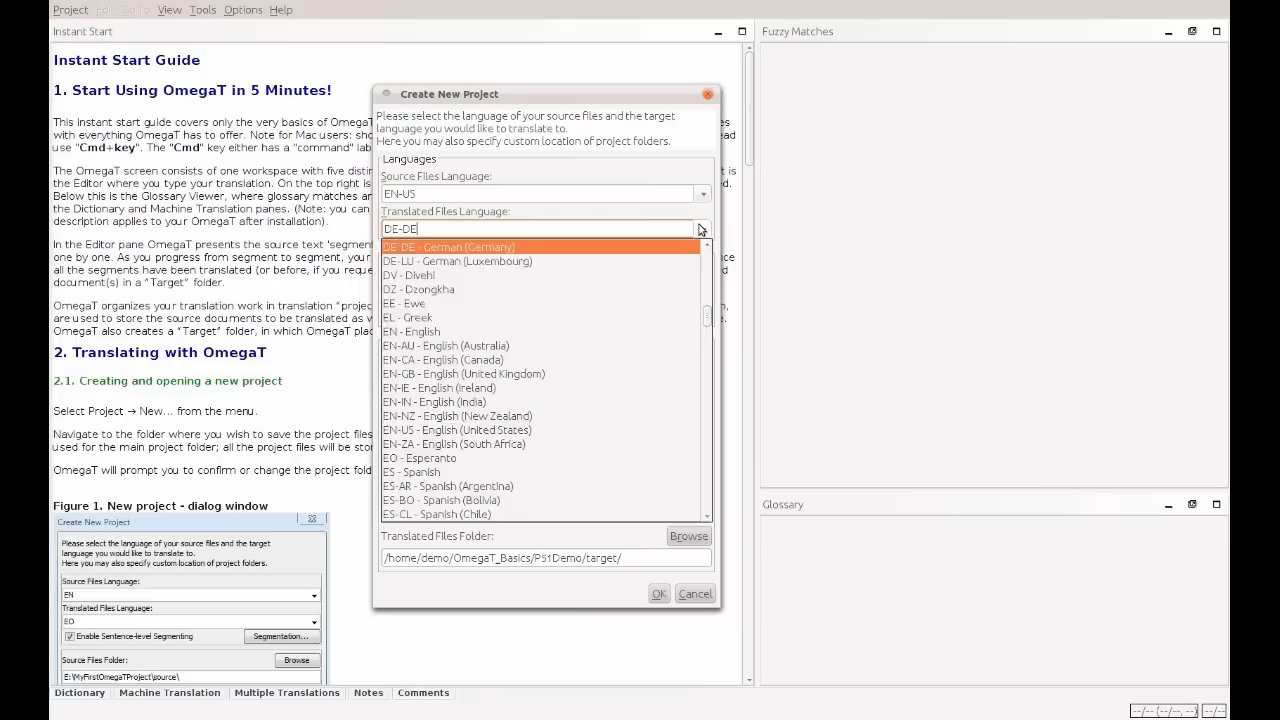 Project Edit Go To View Tools Options Help
Instant Start
Instant Start Guide
1. Start Using OmegaT in 5 Minutes!
This instant start guide covers only the very basics of OmegaT
with everything OmegaT has to offer. Note for Mac users:
use "Cmd+key". The "Cmd" key either has a "command"
The OmegaT screen consists of one workspace with five
the Editor where you type your translation. On the top right is
Below this is the Glossary Viewer, where glossary matches
the Dictionary and Machine Translation panes. (Note: you can
description applies to your OmegaT after installation).
In the Editor pane OmegaT presents the source text
one by one. As you progress from segment to segment,
all the segments have been translated (or before, if you
document(s) in a "Target" folder.
OmegaT organizes your translation work in translation
are used to store the source documents to be translated as
OmegaT also creates a "Target" folder, in which OmegaT
2. Translating with OmegaT
2.1. Creating and opening a new project
Select Project → New... from the menu.
Navigate to the folder where you wish to save the project
used for the main project folder; all the project files will be
OmegaT will prompt you to confirm or change the project
Figure 1. New project - dialog window
Create New Project
Please select the language of your source files and the target
language you would like to translate to.
Here you may also specify custom location of project folders.
Source Files Language:
EN
Translated Files Language:
EO
Enable Sentence-level Segmenting Segmentation...
Source Files Folder: Browse
E:\MyFirstOmegaTProject\source\
Create New Project
Please select the language of your source files and the target
language you would like to translate to.
Here you may also specify custom location of project folders.
Languages
Source Files Language:
EN-US
Translated Files Language:
DE-DE
DE-DE - German (Germany)
DE-LU - German (Luxembourg)
DV - Divehi
DZ - Dzongkha
EE - Ewe
EL - Greek
EN - English
EN-AU - English (Australia)
EN-CA - English (Canada)
EN-GB - English (United Kingdom)
EN-IE - English (Ireland)
EN-IN - English (India)
EN-NZ - English (New Zealand)
EN-US - English (United States)
EN-ZA - English (South Africa)
EO - Esperanto
ES - Spanish
ES-AR - Spanish (Argentina)
ES-BO - Spanish (Bolivia)
ES-CL - Spanish (Chile)
Translated Files Folder: Browse
/home/demo/OmegaT_Basics/PS1Demo/target/
OK Cancel
Fuzzy Matches
Glossary
Dictionary Machine Translation Multiple Translations Notes Comments
--/-- (--/--, --) --/--